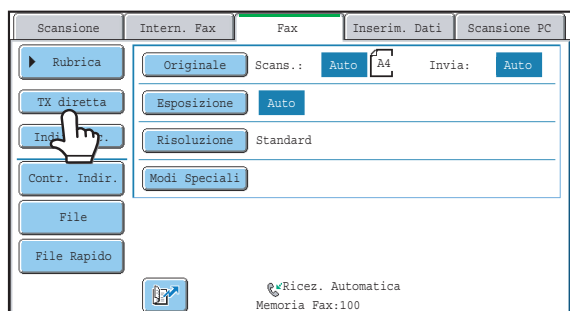 Scansione Intern. Fax Fax Inserim. Dati Scansione PC
Rubrica
Originale Scans.: Auto A4 Invia: Auto
TX diretta
Esposizione Auto
Risoluzione Standard
Contr. Indir.
Modi Speciali
File
File Rapido
Ricez. Automatica
Memoria Fax:100